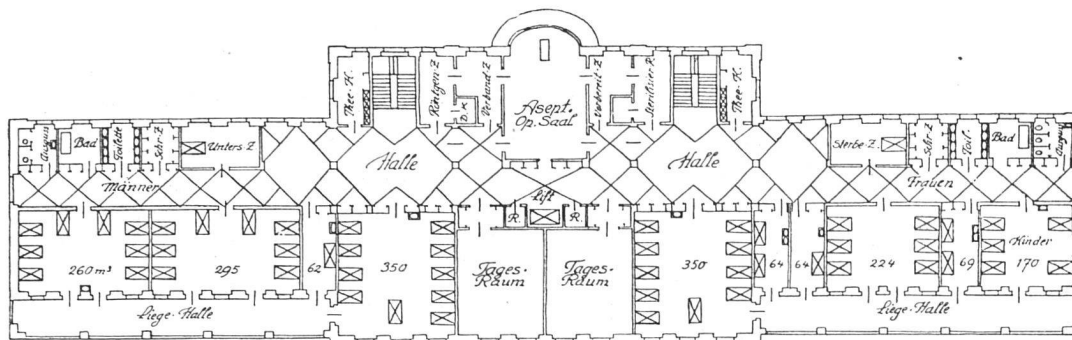 Thee-K.
Röntgen-Z
D.K.
Verband-Z
Asept.
Op. Saal
Vorbereit-Z
Sterilisier-R.
Thee-K.
Bad
Toilette
Schr-Z
Unters-Z
Halle
Halle
Sterbe-Z.
Schr-Z
Toil.
Bad
Männer
Lift
Frauen
R.
R.
260 m³
295
62
350
Tages-
Raum
Tages-
Raum
350
64
64
224
69
Kinder
170
Liege-Halle
Liege-Halle